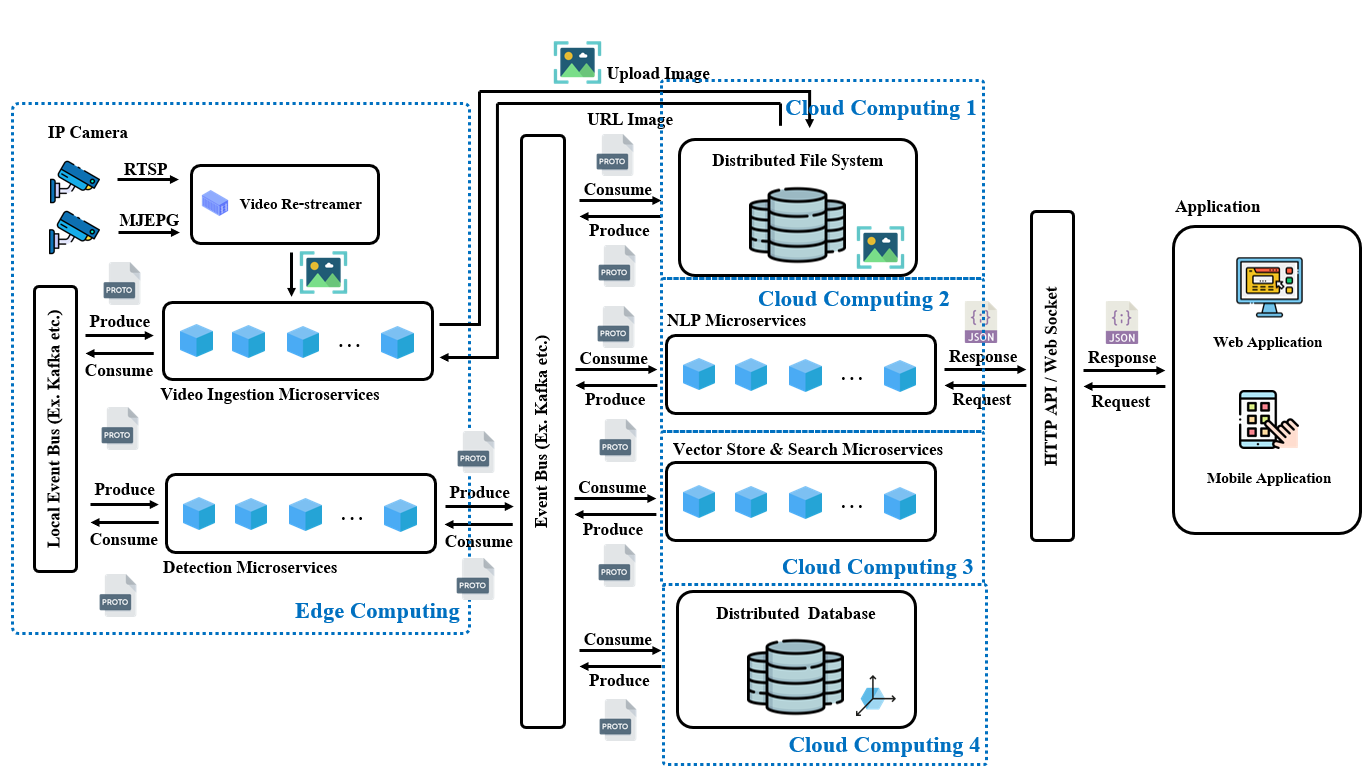 Upload Image
Cloud Computing 1
IP Camera
URL Image
RTSP
MJEPG
Video Re-streamer
PROTO
Distributed File System
Consume
Produce
PROTO
Application
PROTO
Local Event Bus (Ex. Kafka etc.)
Produce
Consume
Video Ingestion Microservices
...
PROTO
Produce
Consume
Detection Microservices
...
PROTO
Edge Computing
PROTO
Produce
Consume
PROTO
Event Bus (Ex. Kafka etc.)
Cloud Computing 2
PROTO
NLP Microservices
Consume
Produce
...
PROTO
{;}
JSON
Response
Request
Vector Store & Search Microservices
Consume
Produce
...
PROTO
Cloud Computing 3
Distributed Database
Consume
Produce
PROTO
Cloud Computing 4
HTTP API / Web Socket
{;}
JSON
Response
Request
Web Application
Mobile Application